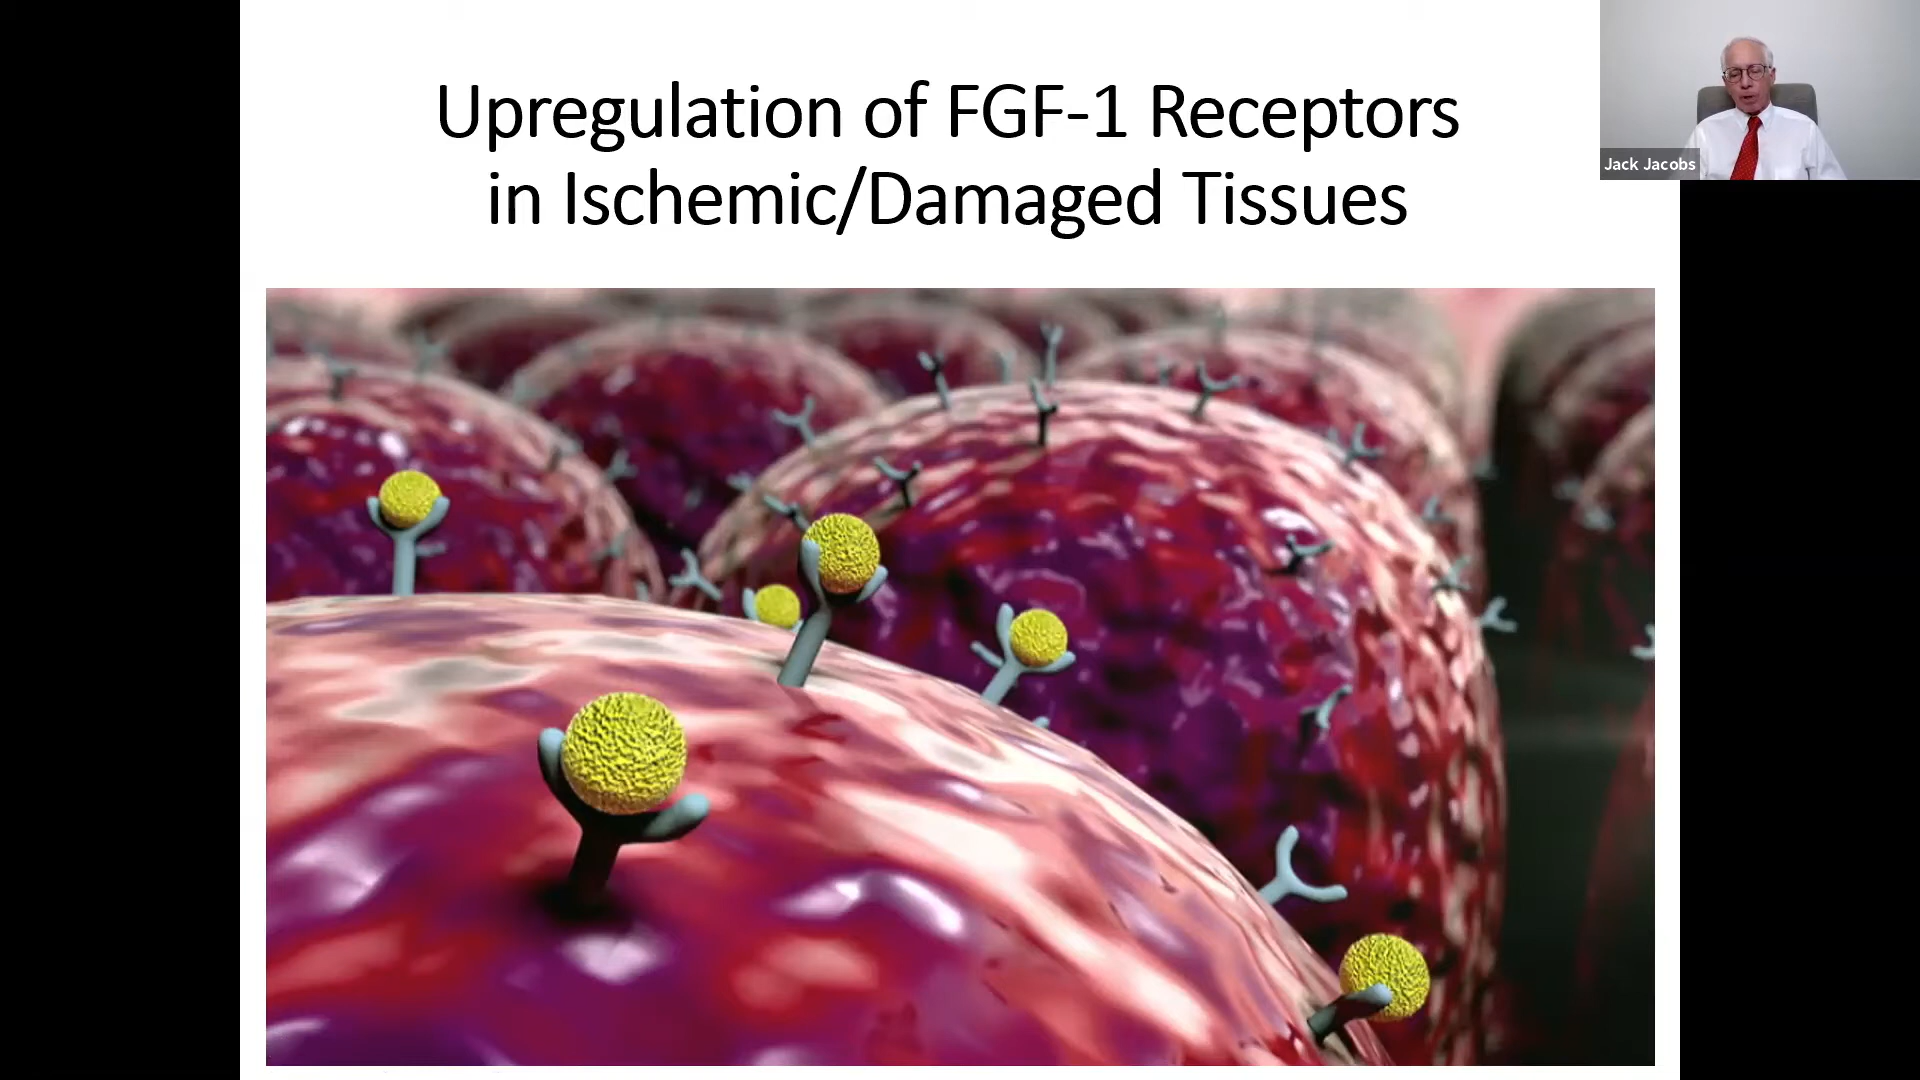 Upregulation of FGF-1 Receptors
in Ischemic/Damaged Tissues
Jack Jacobs